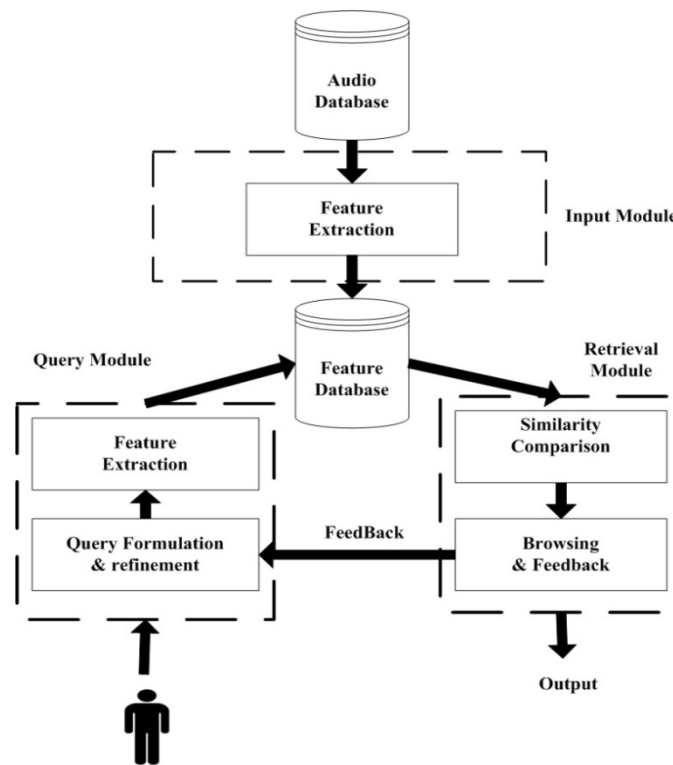 Audio
Database
Feature
Extraction
Input Module
Query Module
Feature
Database
Retrieval
Module
Feature
Extraction
Similarity
Comparison
Query Formulation
& refinement
FeedBack
Browsing
& Feedback
Output